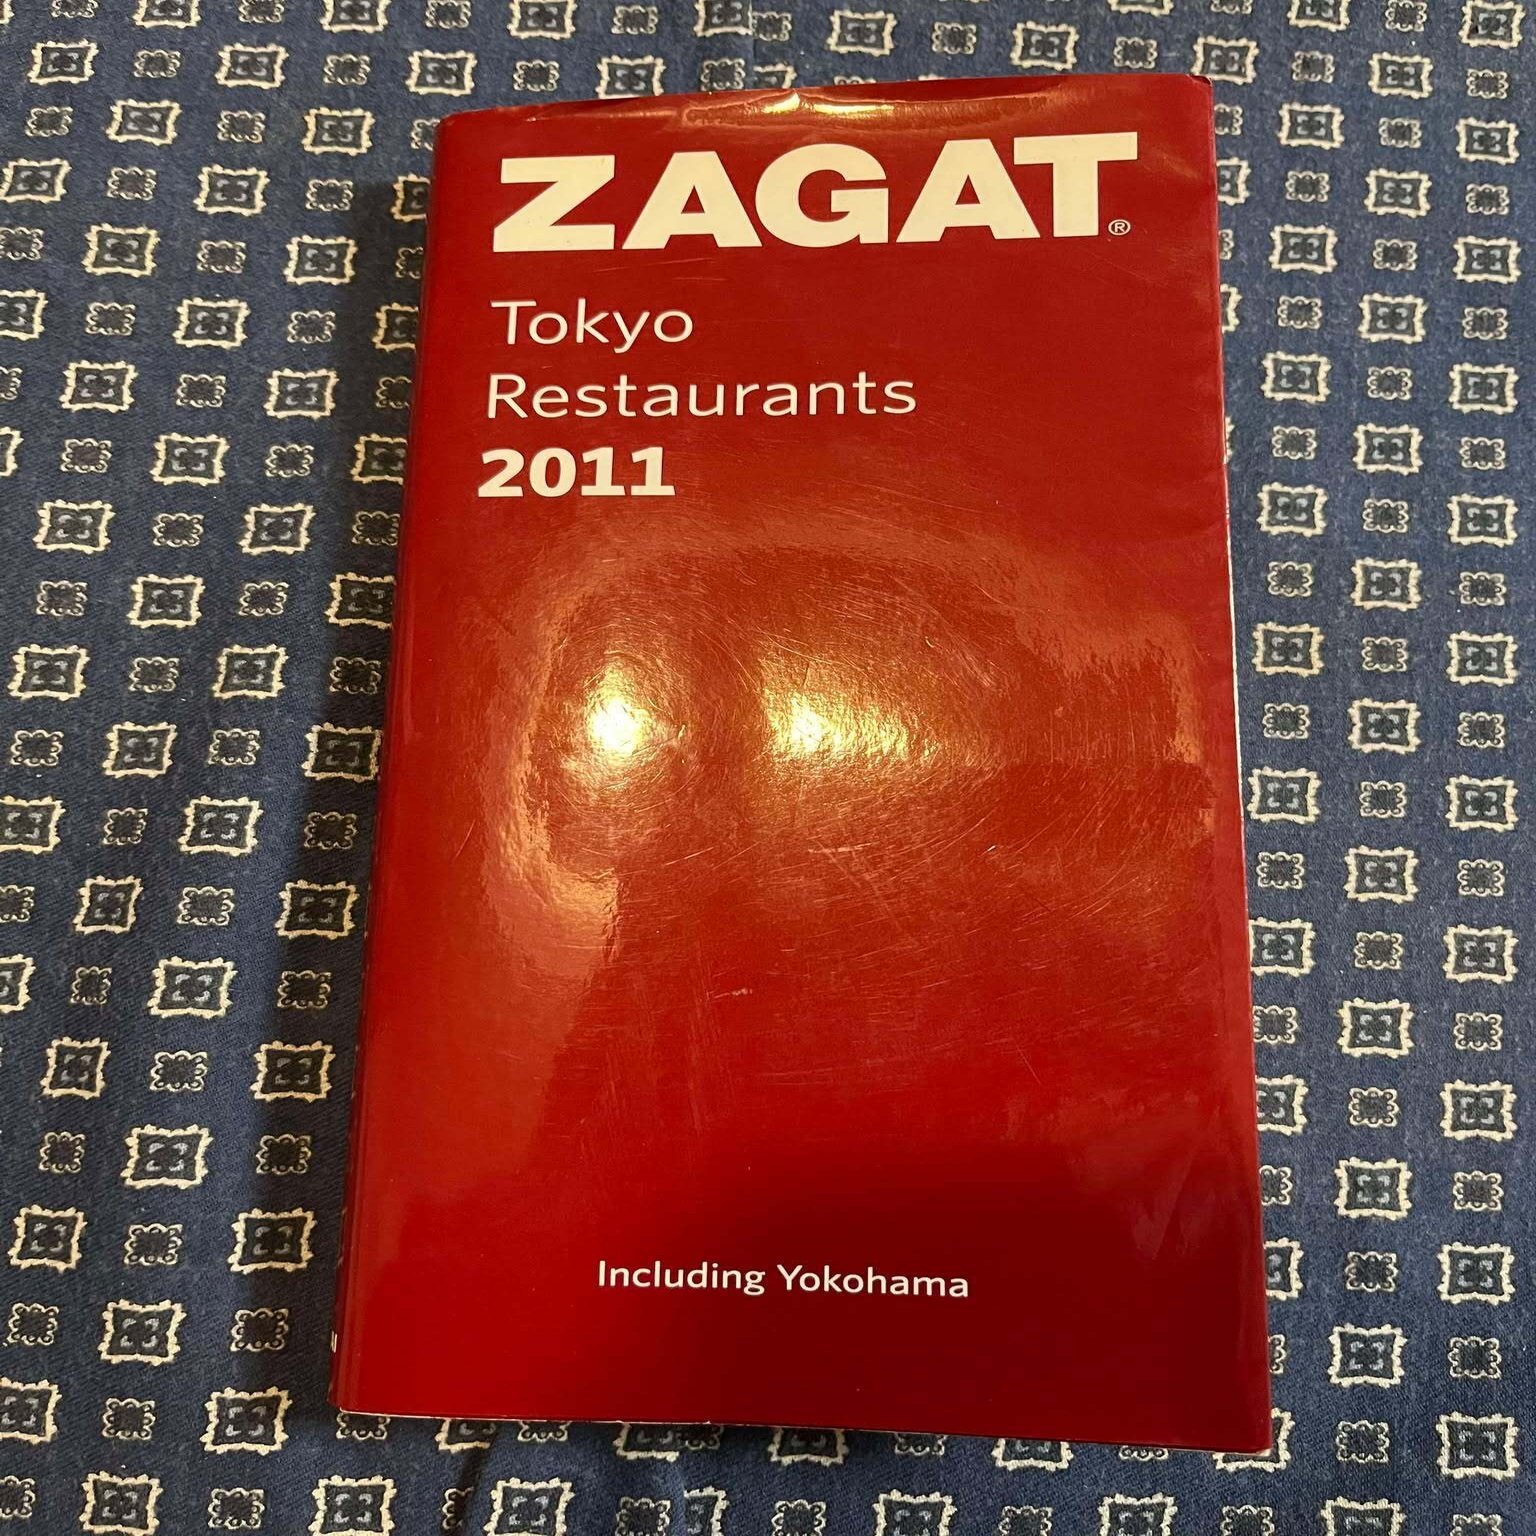 ZAGAT®
Tokyo
Restaurants
2011
Including Yokohama